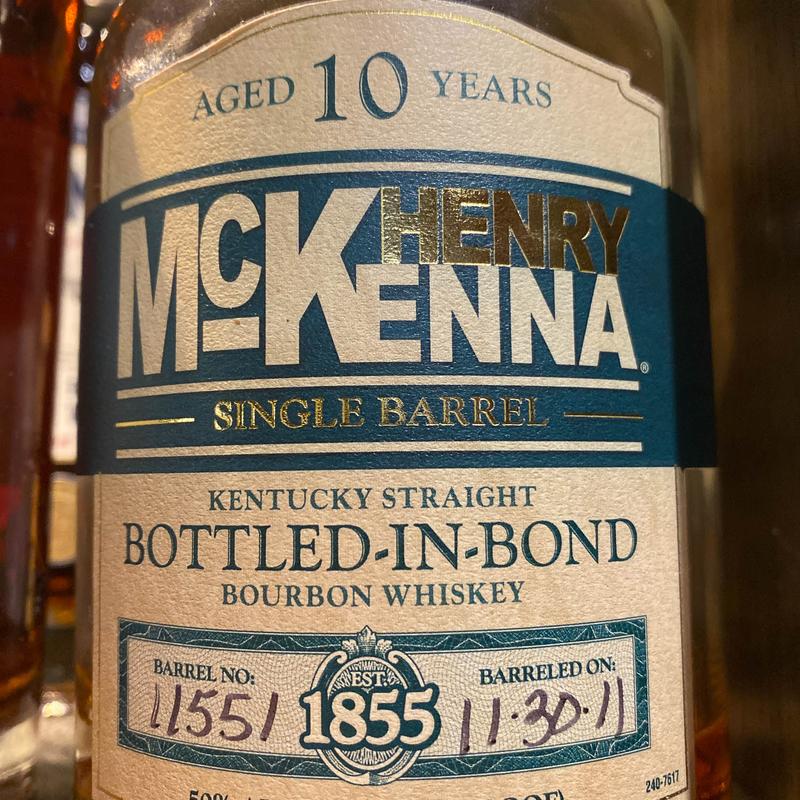 AGED 10 YEARS
HENRY
McKENNA®
SINGLE BARREL
KENTUCKY STRAIGHT
BOTTLED-IN-BOND
BOURBON WHISKEY
BARREL NO:
11551
EST.
1855
BARRELED ON:
11·30·11
240-7617